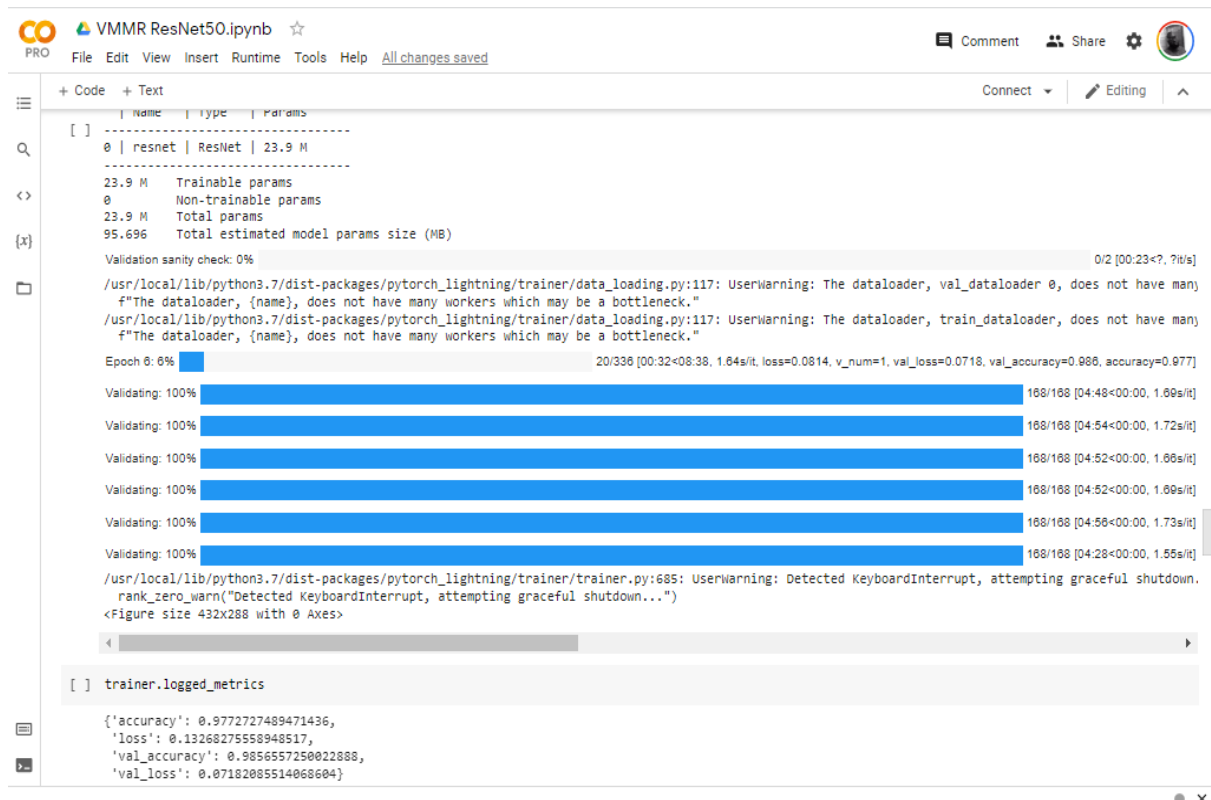 VMMR ResNet50.ipynb
PRO
File Edit View Insert Runtime Tools Help All changes saved
Comment Share
+ Code + Text
Connect Editing
| Name | Type | Params
[ ] ----------------------------------
0 | resnet | ResNet | 23.9 M
----------------------------------
23.9 M Trainable params
0 Non-trainable params
23.9 M Total params
95.696 Total estimated model params size (MB)
Validation sanity check: 0% 0/2 [00:23<?, ?it/s]
/usr/local/lib/python3.7/dist-packages/pytorch_lightning/trainer/data_loading.py:117: UserWarning: The dataloader, val_dataloader 0, does not have many
f"The dataloader, {name}, does not have many workers which may be a bottleneck."
/usr/local/lib/python3.7/dist-packages/pytorch_lightning/trainer/data_loading.py:117: UserWarning: The dataloader, train_dataloader, does not have many
f"The dataloader, {name}, does not have many workers which may be a bottleneck."
Epoch 6: 6% 20/336 [00:32<08:38, 1.64s/it, loss=0.0814, v_num=1, val_loss=0.0718, val_accuracy=0.986, accuracy=0.977]
Validating: 100% 168/168 [04:48<00:00, 1.69s/it]
Validating: 100% 168/168 [04:54<00:00, 1.72s/it]
Validating: 100% 168/168 [04:52<00:00, 1.66s/it]
Validating: 100% 168/168 [04:52<00:00, 1.69s/it]
Validating: 100% 168/168 [04:56<00:00, 1.73s/it]
Validating: 100% 168/168 [04:28<00:00, 1.55s/it]
/usr/local/lib/python3.7/dist-packages/pytorch_lightning/trainer/trainer.py:685: UserWarning: Detected KeyboardInterrupt, attempting graceful shutdown.
rank_zero_warn("Detected KeyboardInterrupt, attempting graceful shutdown...")
<Figure size 432x288 with 0 Axes>
[ ] trainer.logged_metrics
{'accuracy': 0.9772727489471436,
'loss': 0.13268275558948517,
'val_accuracy': 0.9856557250022888,
'val_loss': 0.07182085514068604}